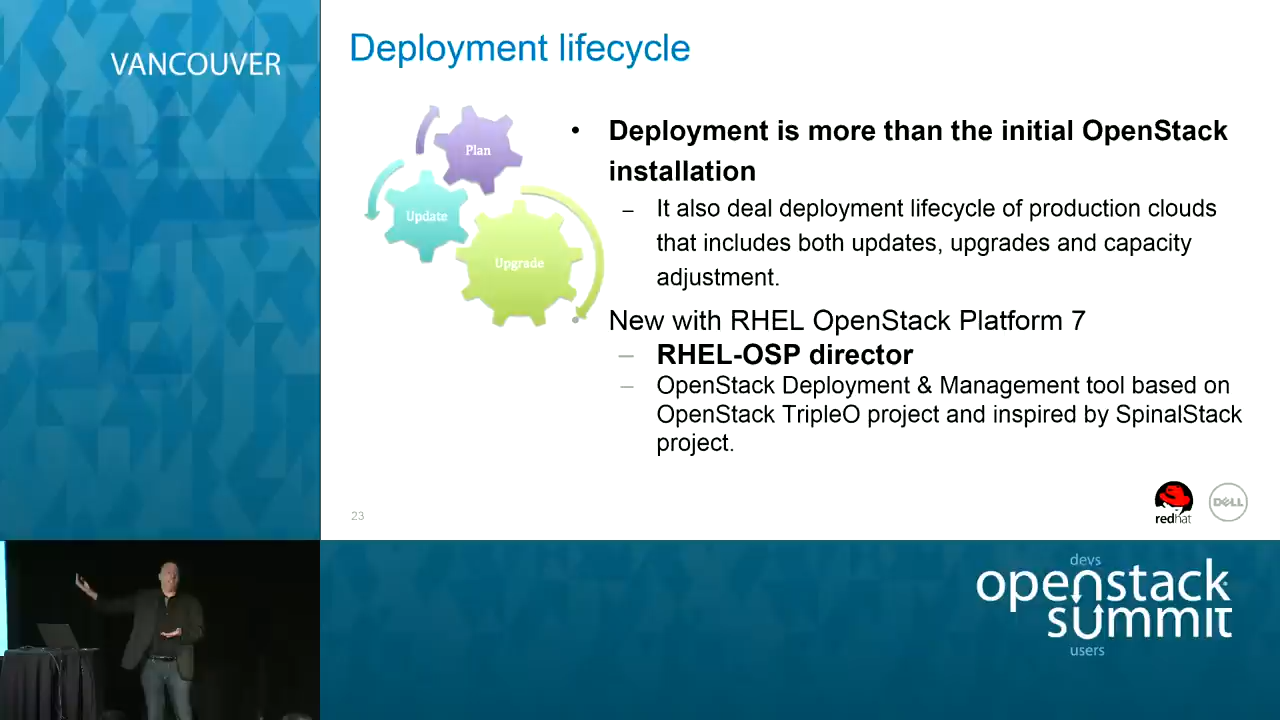 VANCOUVER
Deployment lifecycle
Plan
Update
Upgrade
• Deployment is more than the initial OpenStack
installation
– It also deal deployment lifecycle of production clouds
that includes both updates, upgrades and capacity
adjustment.
• New with RHEL OpenStack Platform 7
– RHEL-OSP director
– OpenStack Deployment & Management tool based on
OpenStack TripleO project and inspired by SpinalStack
project.
23
redhat
DELL
devs
openstack
summit
users